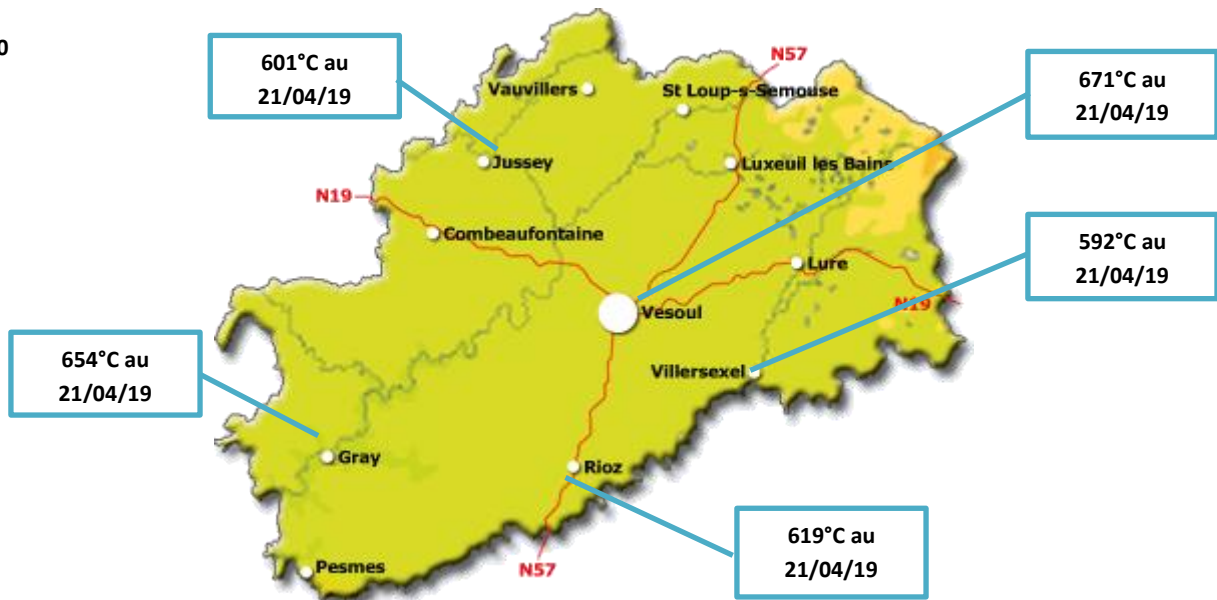 0
601°C au
21/04/19
N57
671°C au
21/04/19
Vauvillers
St Loup-s-Semouse
Jussey
Luxeuil les Bains
N19
Combeaufontaine
592°C au
21/04/19
Lure
N19
Vesoul
654°C au
21/04/19
Villersexel
Gray
Rioz
619°C au
21/04/19
Pesmes
N57